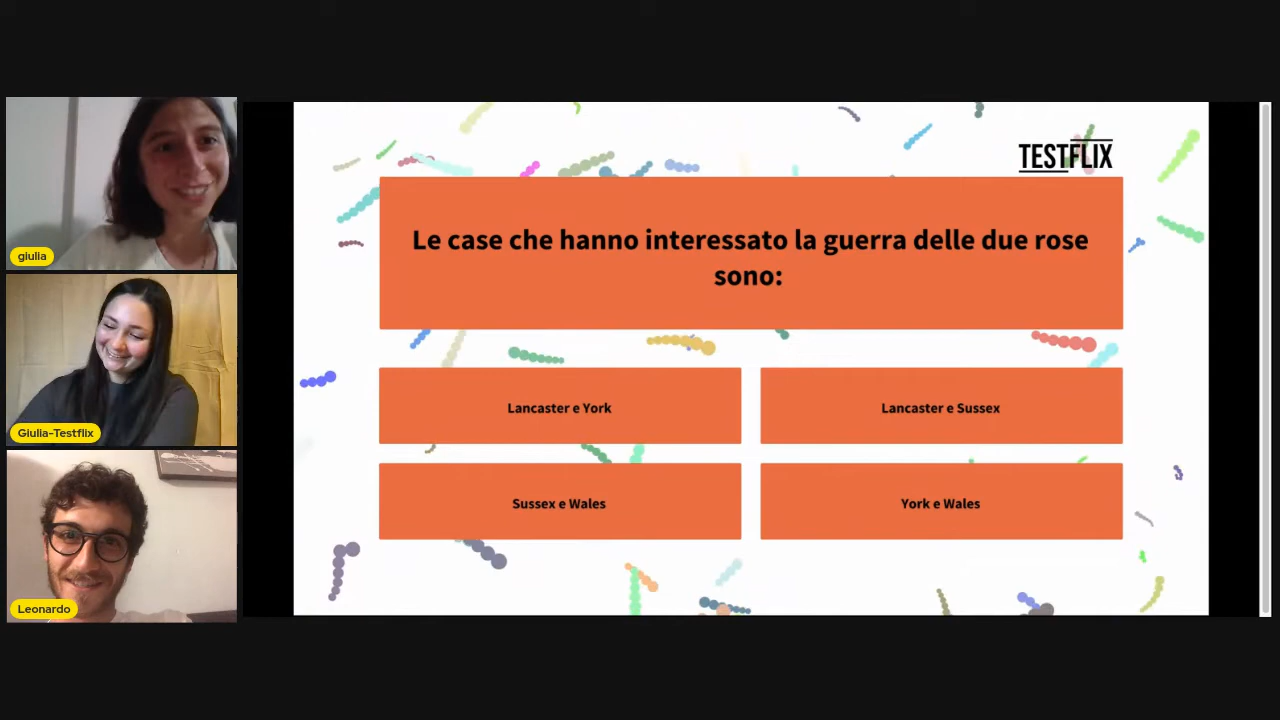 giulia
Giulia-Testflix
Leonardo
TESTFLIX
Le case che hanno interessato la guerra delle due rose
sono:
Lancaster e York
Lancaster e Sussex
Sussex e Wales
York e Wales